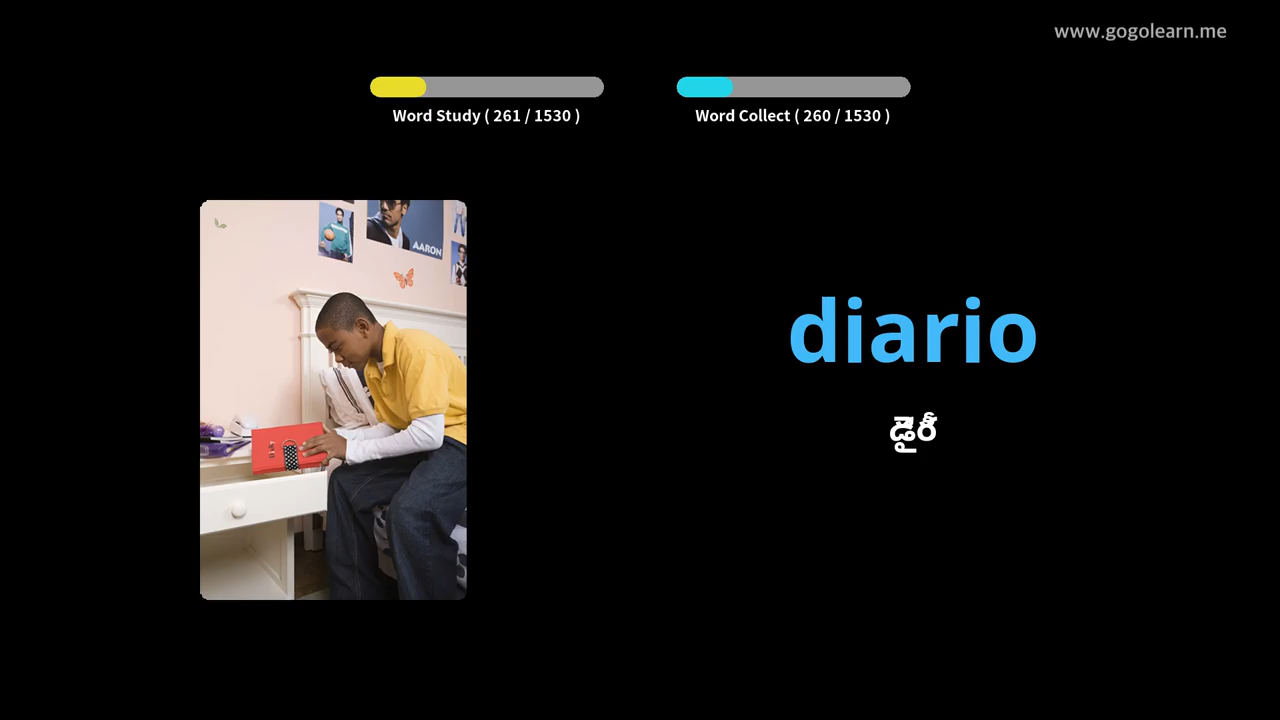 www.gogolearn.me
Word Study ( 261 / 1530 )
Word Collect ( 260 / 1530 )
AARON
diario
డైరీ